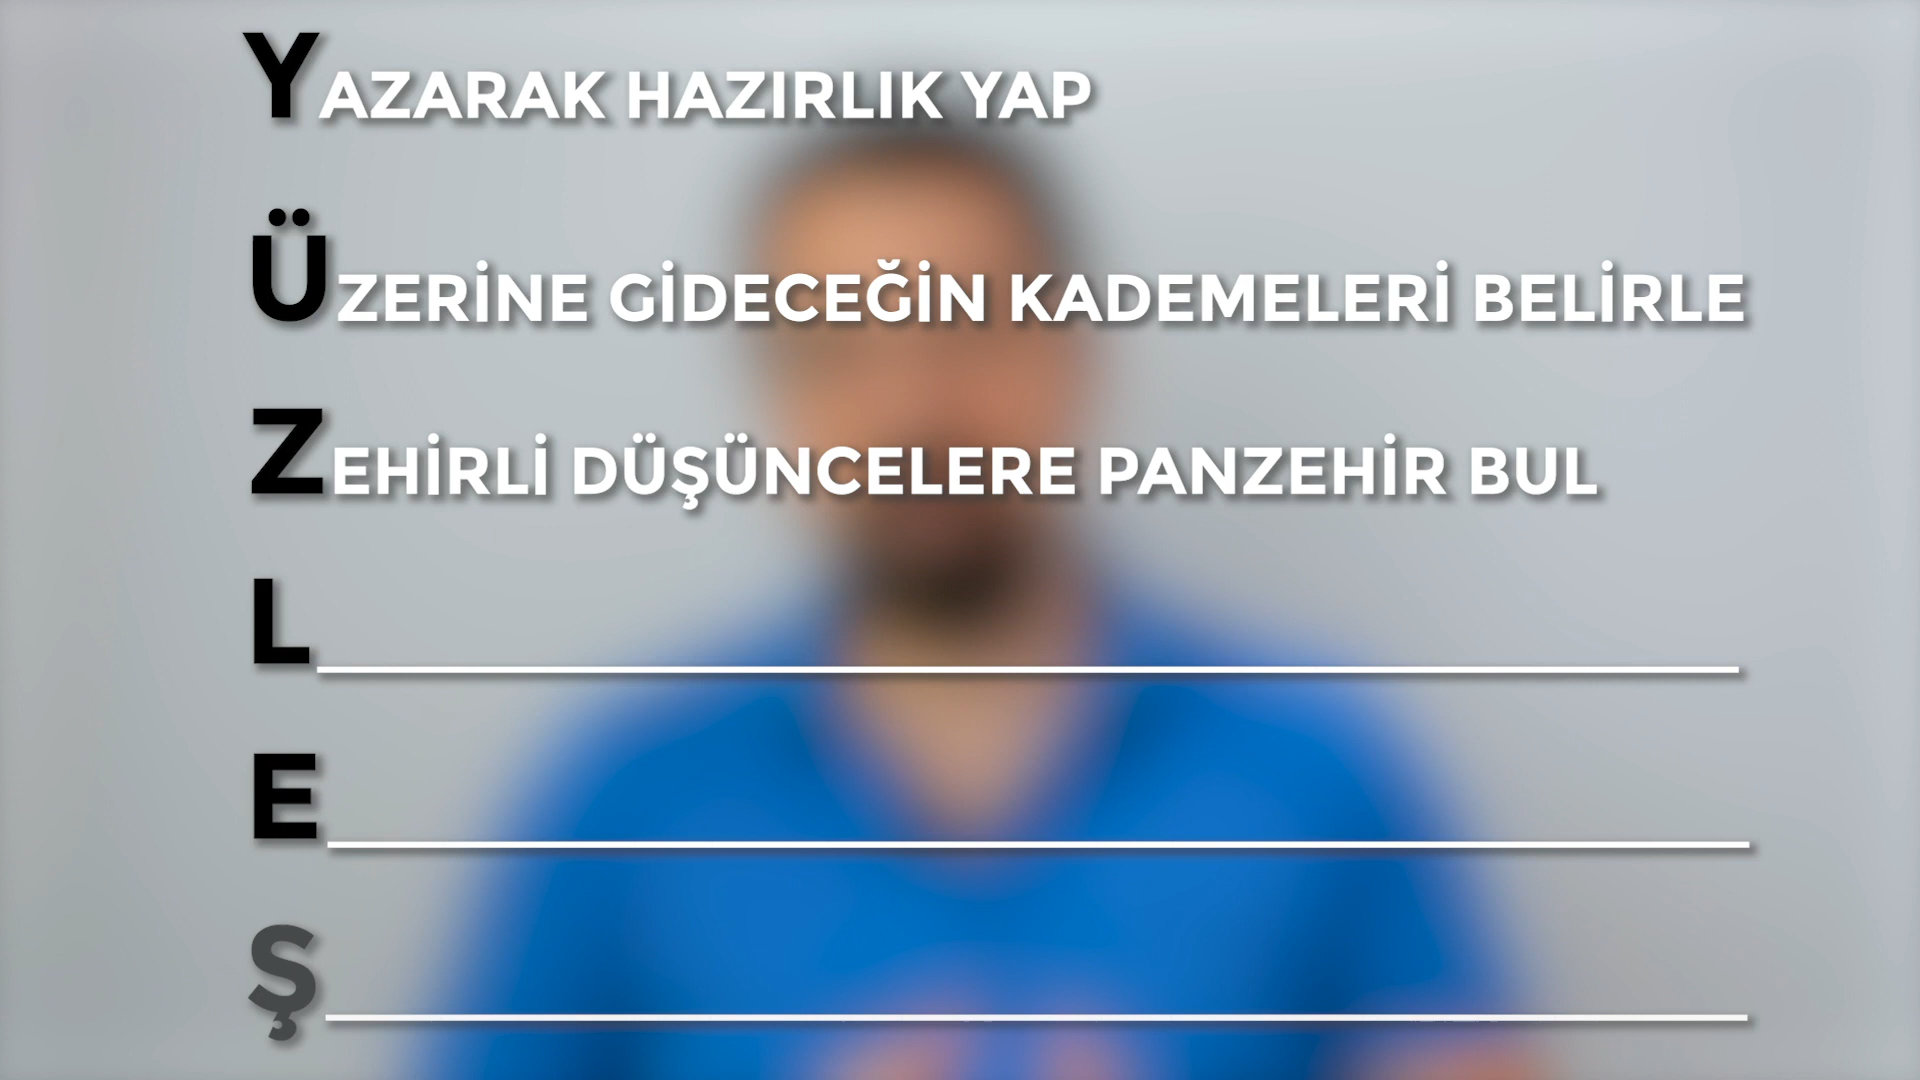 YAZARAK HAZIRLIK YAP
ÜZERİNE GİDECEĞİN KADEMELERİ BELİRLE
ZEHİRLİ DÜŞÜNCELERE PANZEHİR BUL
L
E
Ş